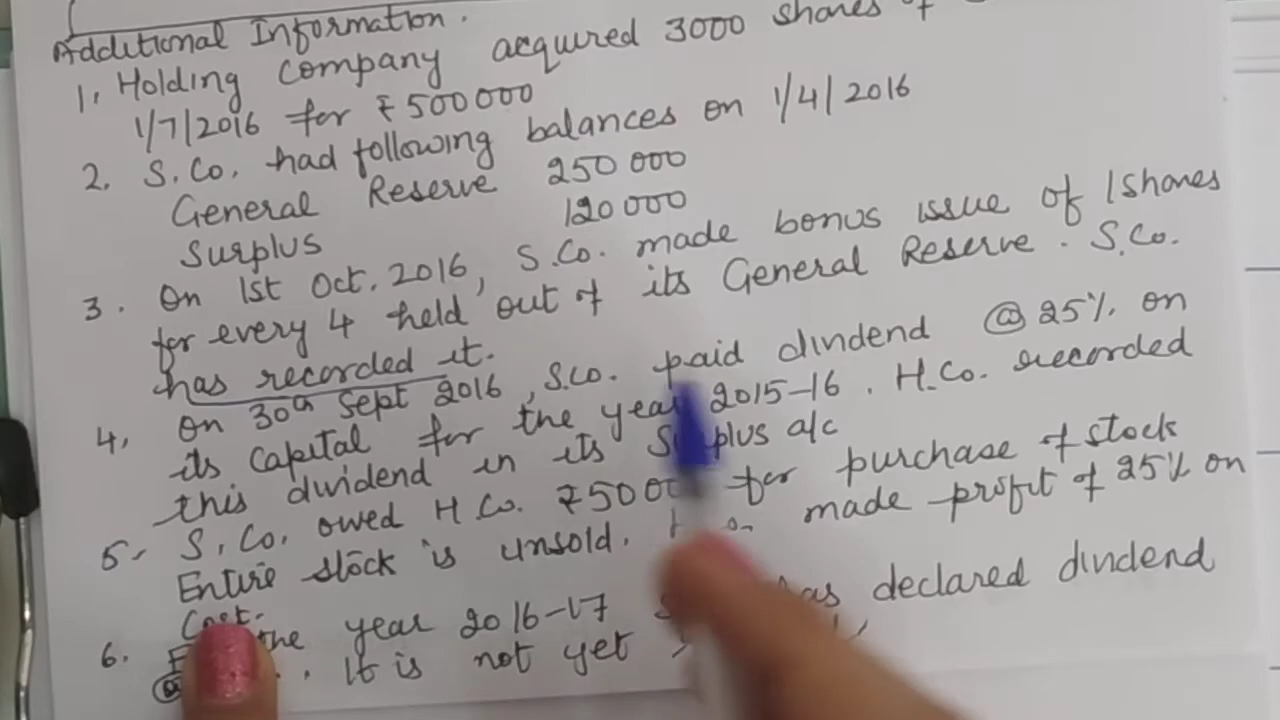 Additional Information.
1, Holding Company acquired 3000 shares of
1/7/2016 for ₹500000
2. S.Co. had following balances on 1/4/2016
General Reserve 250 000
Surplus 120000
3. On 1st Oct. 2016, S.Co. made bonus issue of 1 shares
for every 4 held out of its General Reserve. S.Co.
has recorded it.
4, On 30th Sept 2016, S.Co. paid dividend @ 25% on
its capital for the year 2015-16. H.Co. recorded
this dividend in its Surplus a/c
5- S.Co. owed H.Co. for purchase of stock
Entire stock is unsold. made profit of 25% on
Cost.
6. the year 2016-17 has declared dividend
It is not yet